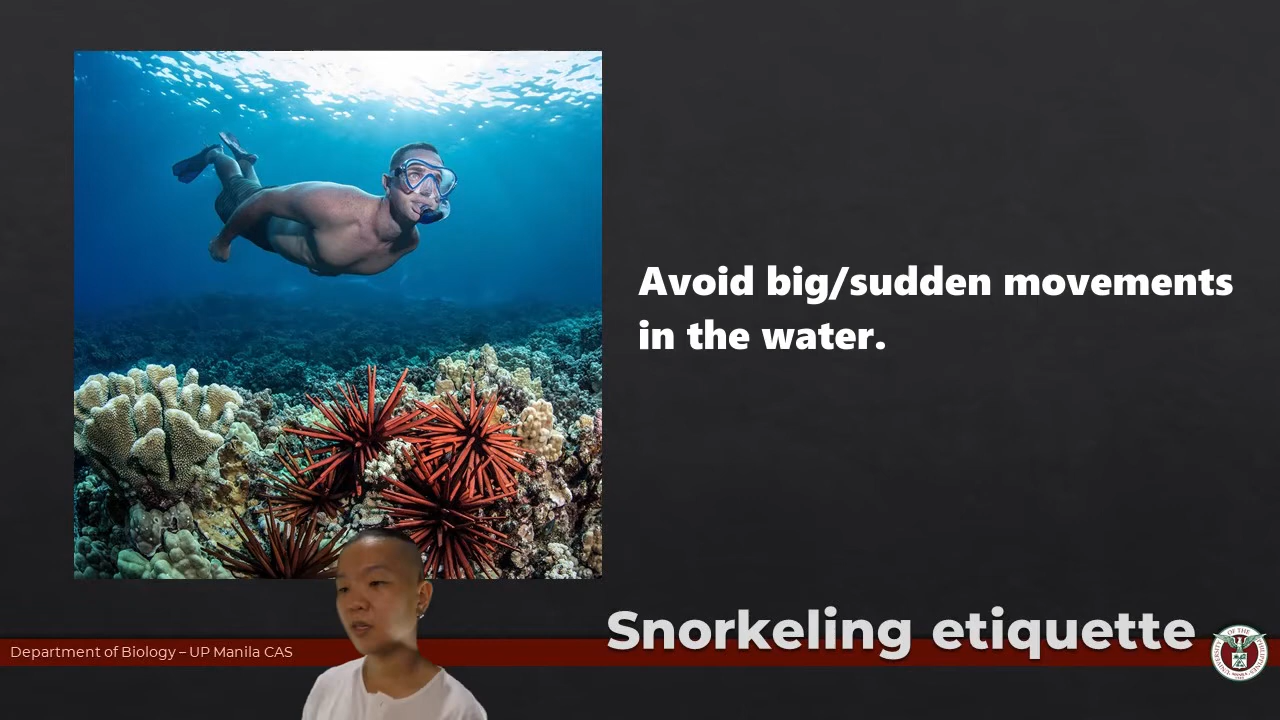 Avoid big/sudden movements
in the water.
Snorkeling etiquette
Department of Biology – UP Manila CAS